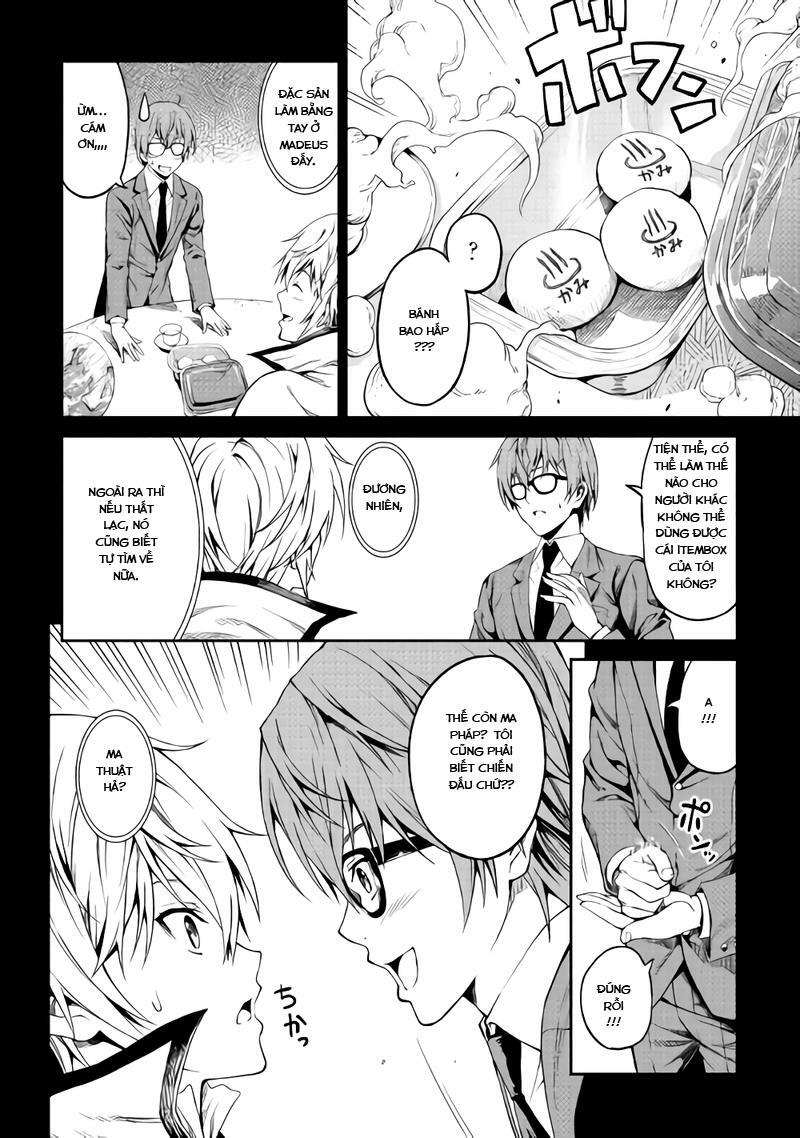 ボフン
かみ
かみ
かみ
?
BÁNH
BAO HẤP
???
ĐẶC SẢN
LÀM BẰNG
TAY Ở
MADEUS
ĐẤY.
ỪM...
CÁM
ƠN,,,,
TIỆN THỂ, CÓ
THỂ LÀM THẾ
NÀO CHO
NGƯỜI KHÁC
KHÔNG THỂ
DÙNG ĐƯỢC
CÁI ITEMBOX
CỦA TÔI
KHÔNG?
ĐƯƠNG
NHIÊN,
NGOÀI RA THÌ
NẾU THẤT
LẠC, NÓ
CŨNG BIẾT
TỰ TÌM VỀ
NỮA.
A
!!!
ポンッ
ĐÚNG
RỒI
!!!
THẾ CÒN MA
PHÁP? TÔI
CŨNG PHẢI
BIẾT CHIẾN
ĐẤU CHỨ??
MA
THUẬT
HẢ?
ちかっ